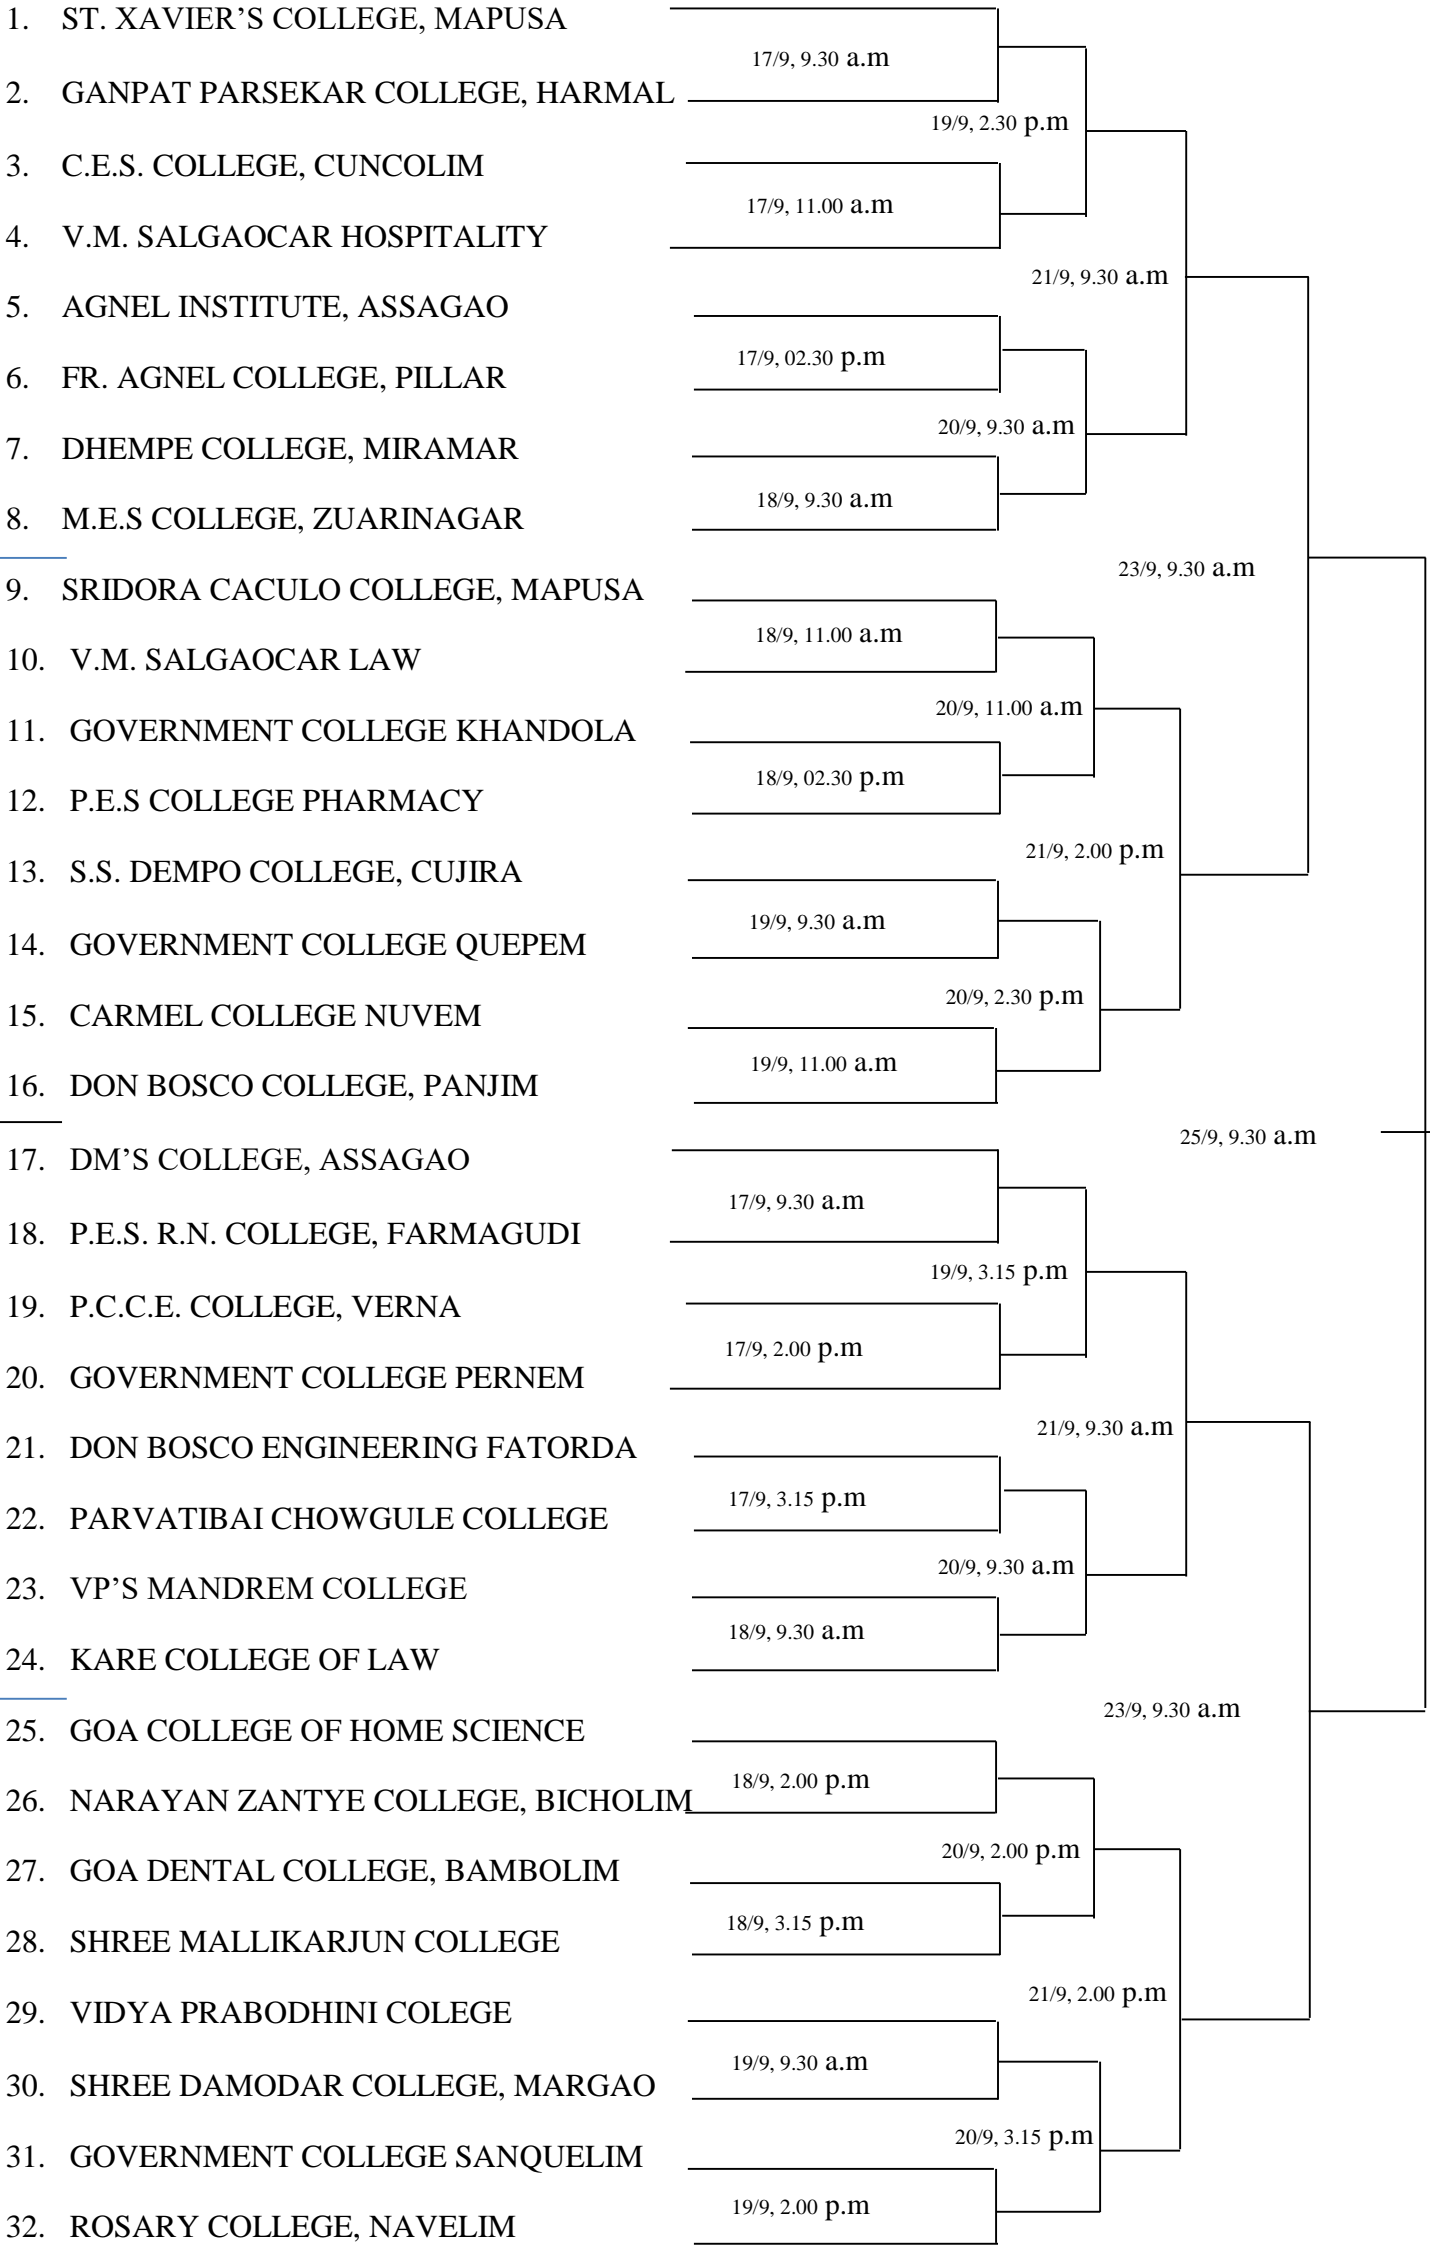 1. ST. XAVIER’S COLLEGE, MAPUSA
17/9, 9.30 a.m
2. GANPAT PARSEKAR COLLEGE, HARMAL
19/9, 2.30 p.m
3. C.E.S. COLLEGE, CUNCOLIM
17/9, 11.00 a.m
4. V.M. SALGAOCAR HOSPITALITY
21/9, 9.30 a.m
5. AGNEL INSTITUTE, ASSAGAO
17/9, 02.30 p.m
6. FR. AGNEL COLLEGE, PILLAR
20/9, 9.30 a.m
7. DHEMPE COLLEGE, MIRAMAR
18/9, 9.30 a.m
8. M.E.S COLLEGE, ZUARINAGAR
23/9, 9.30 a.m
9. SRIDORA CACULO COLLEGE, MAPUSA
18/9, 11.00 a.m
10. V.M. SALGAOCAR LAW
20/9, 11.00 a.m
11. GOVERNMENT COLLEGE KHANDOLA
18/9, 02.30 p.m
12. P.E.S COLLEGE PHARMACY
21/9, 2.00 p.m
13. S.S. DEMPO COLLEGE, CUJIRA
19/9, 9.30 a.m
14. GOVERNMENT COLLEGE QUEPEM
20/9, 2.30 p.m
15. CARMEL COLLEGE NUVEM
19/9, 11.00 a.m
16. DON BOSCO COLLEGE, PANJIM
25/9, 9.30 a.m
17. DM’S COLLEGE, ASSAGAO
17/9, 9.30 a.m
18. P.E.S. R.N. COLLEGE, FARMAGUDI
19/9, 3.15 p.m
19. P.C.C.E. COLLEGE, VERNA
17/9, 2.00 p.m
20. GOVERNMENT COLLEGE PERNEM
21/9, 9.30 a.m
21. DON BOSCO ENGINEERING FATORDA
17/9, 3.15 p.m
22. PARVATIBAI CHOWGULE COLLEGE
20/9, 9.30 a.m
23. VP’S MANDREM COLLEGE
18/9, 9.30 a.m
24. KARE COLLEGE OF LAW
23/9, 9.30 a.m
25. GOA COLLEGE OF HOME SCIENCE
18/9, 2.00 p.m
26. NARAYAN ZANTYE COLLEGE, BICHOLIM
20/9, 2.00 p.m
27. GOA DENTAL COLLEGE, BAMBOLIM
18/9, 3.15 p.m
28. SHREE MALLIKARJUN COLLEGE
21/9, 2.00 p.m
29. VIDYA PRABODHINI COLEGE
19/9, 9.30 a.m
30. SHREE DAMODAR COLLEGE, MARGAO
20/9, 3.15 p.m
31. GOVERNMENT COLLEGE SANQUELIM
19/9, 2.00 p.m
32. ROSARY COLLEGE, NAVELIM